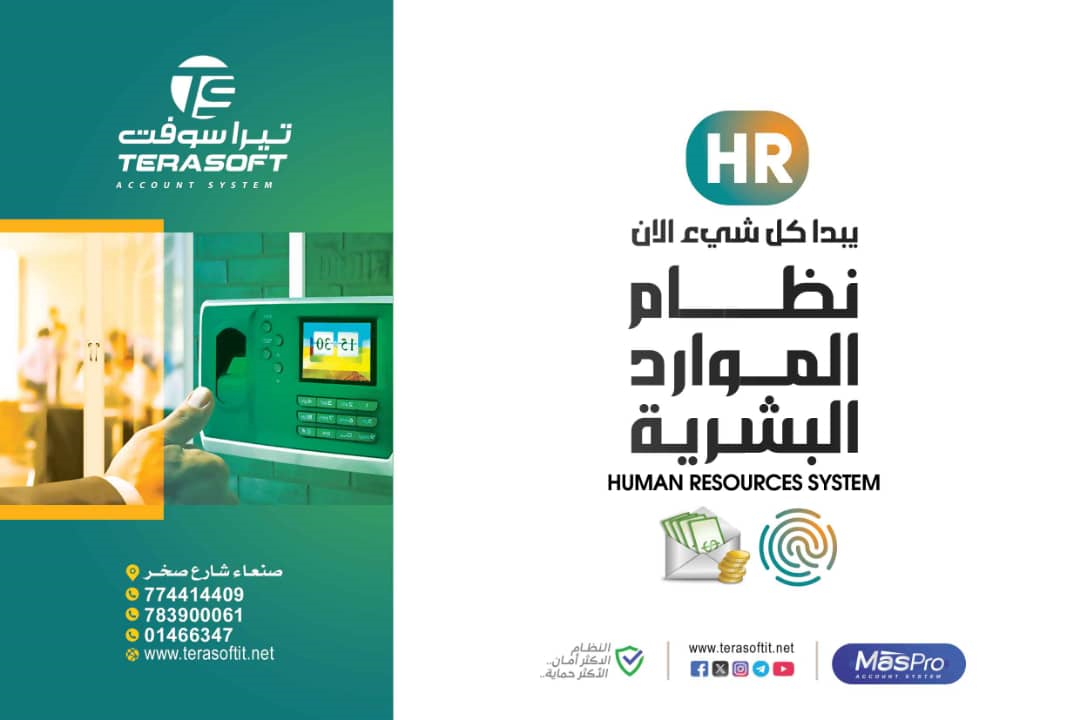 TS
تيرا سوفت
TERASOFT
ACCOUNT SYSTEM
صنعاء شارع صخر
774414409
783900061
01466347
www.terasoftit.net
HR
يبدا كل شيء الان
نظام
الموارد
البشرية
HUMAN RESOURCES SYSTEM
النظام
الاكثر أمان..
الأكثر حماية..
www.terasoftit.net
MasPro
ACCOUNT SYSTEM